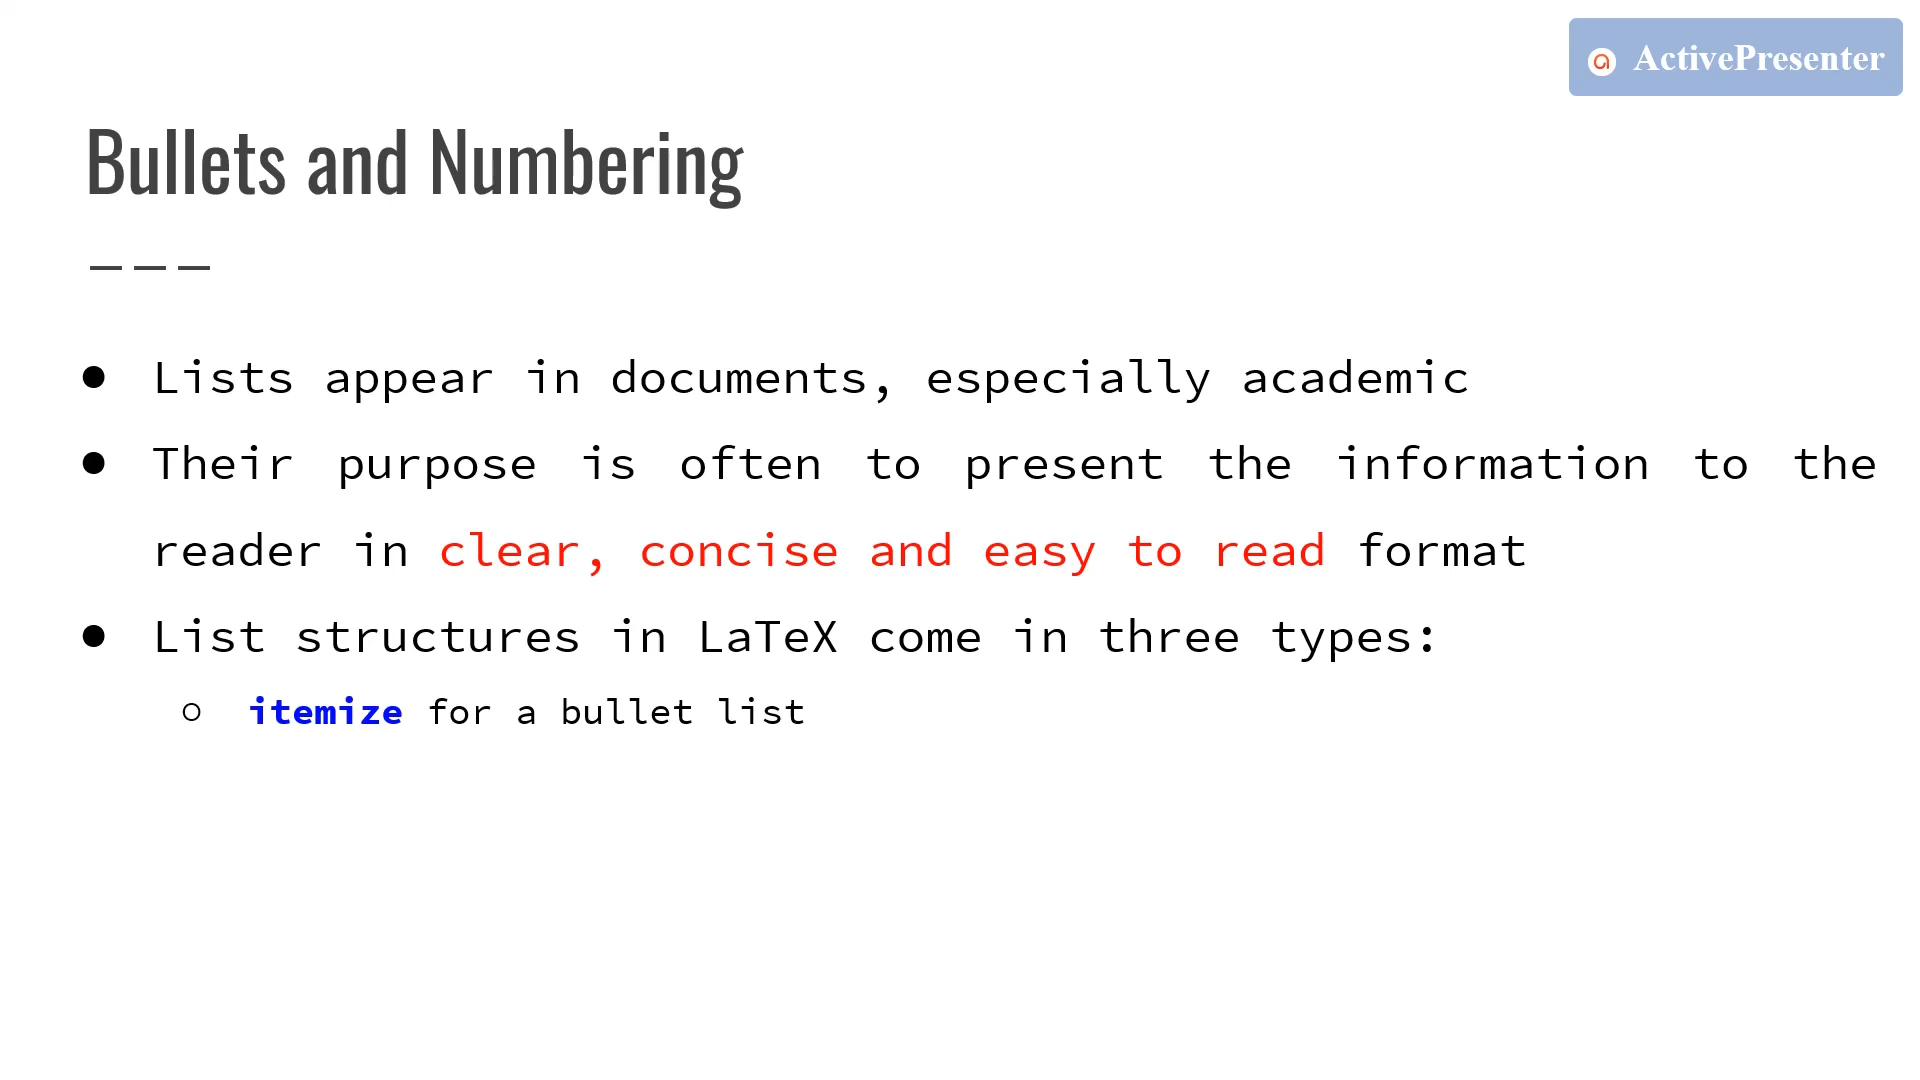 ActivePresenter
Bullets and Numbering
● Lists appear in documents, especially academic
● Their purpose is often to present the information to the
reader in clear, concise and easy to read format
● List structures in LaTeX come in three types:
○ itemize for a bullet list